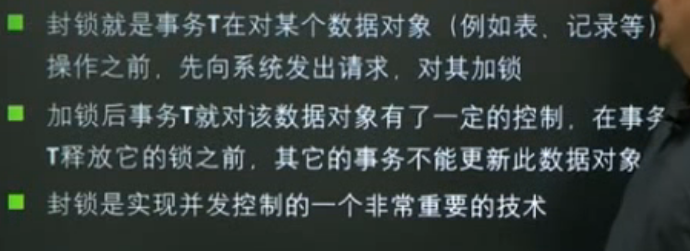 封锁就是事务T在对某个数据对象（例如表、记录等）
操作之前，先向系统发出请求，对其加锁
加锁后事务T就对该数据对象有了一定的控制，在事务
T释放它的锁之前，其它的事务不能更新此数据对象
封锁是实现并发控制的一个非常重要的技术